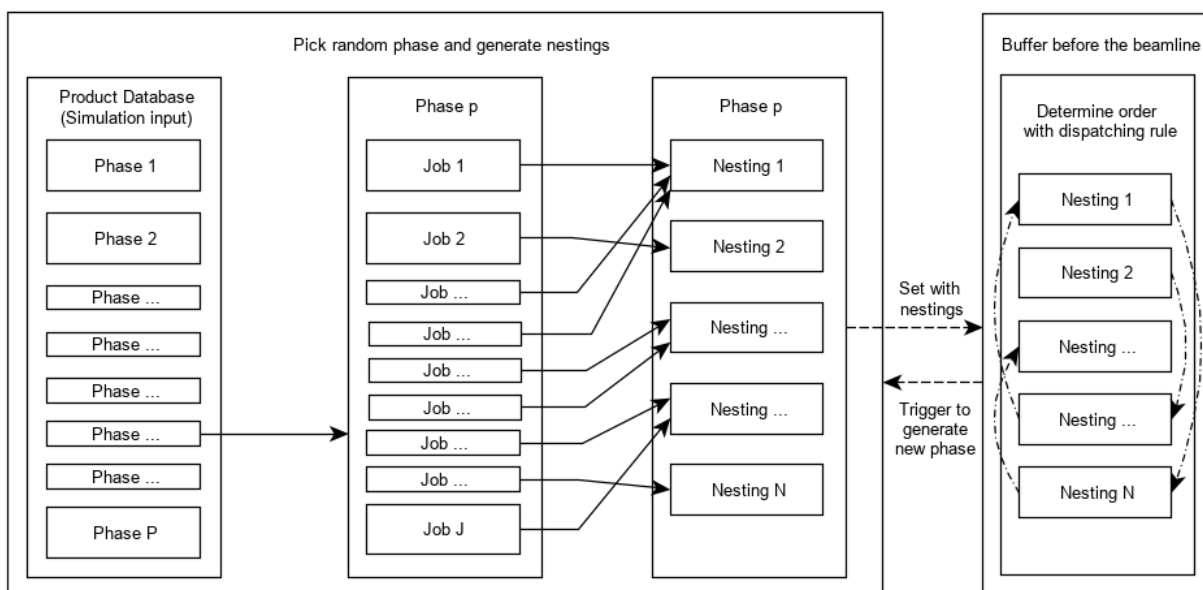 Pick random phase and generate nestings
Product Database
(Simulation input)
Phase 1
Phase 2
Phase ...
Phase ...
Phase ...
Phase ...
Phase ...
Phase P
Phase p
Job 1
Job 2
Job ...
Job ...
Job ...
Job ...
Job ...
Job ...
Job J
Phase p
Nesting 1
Nesting 2
Nesting ...
Nesting ...
Nesting N
Set with
nestings
Trigger to
generate
new phase
Buffer before the beamline
Determine order
with dispatching rule
Nesting 1
Nesting 2
Nesting ...
Nesting ...
Nesting N